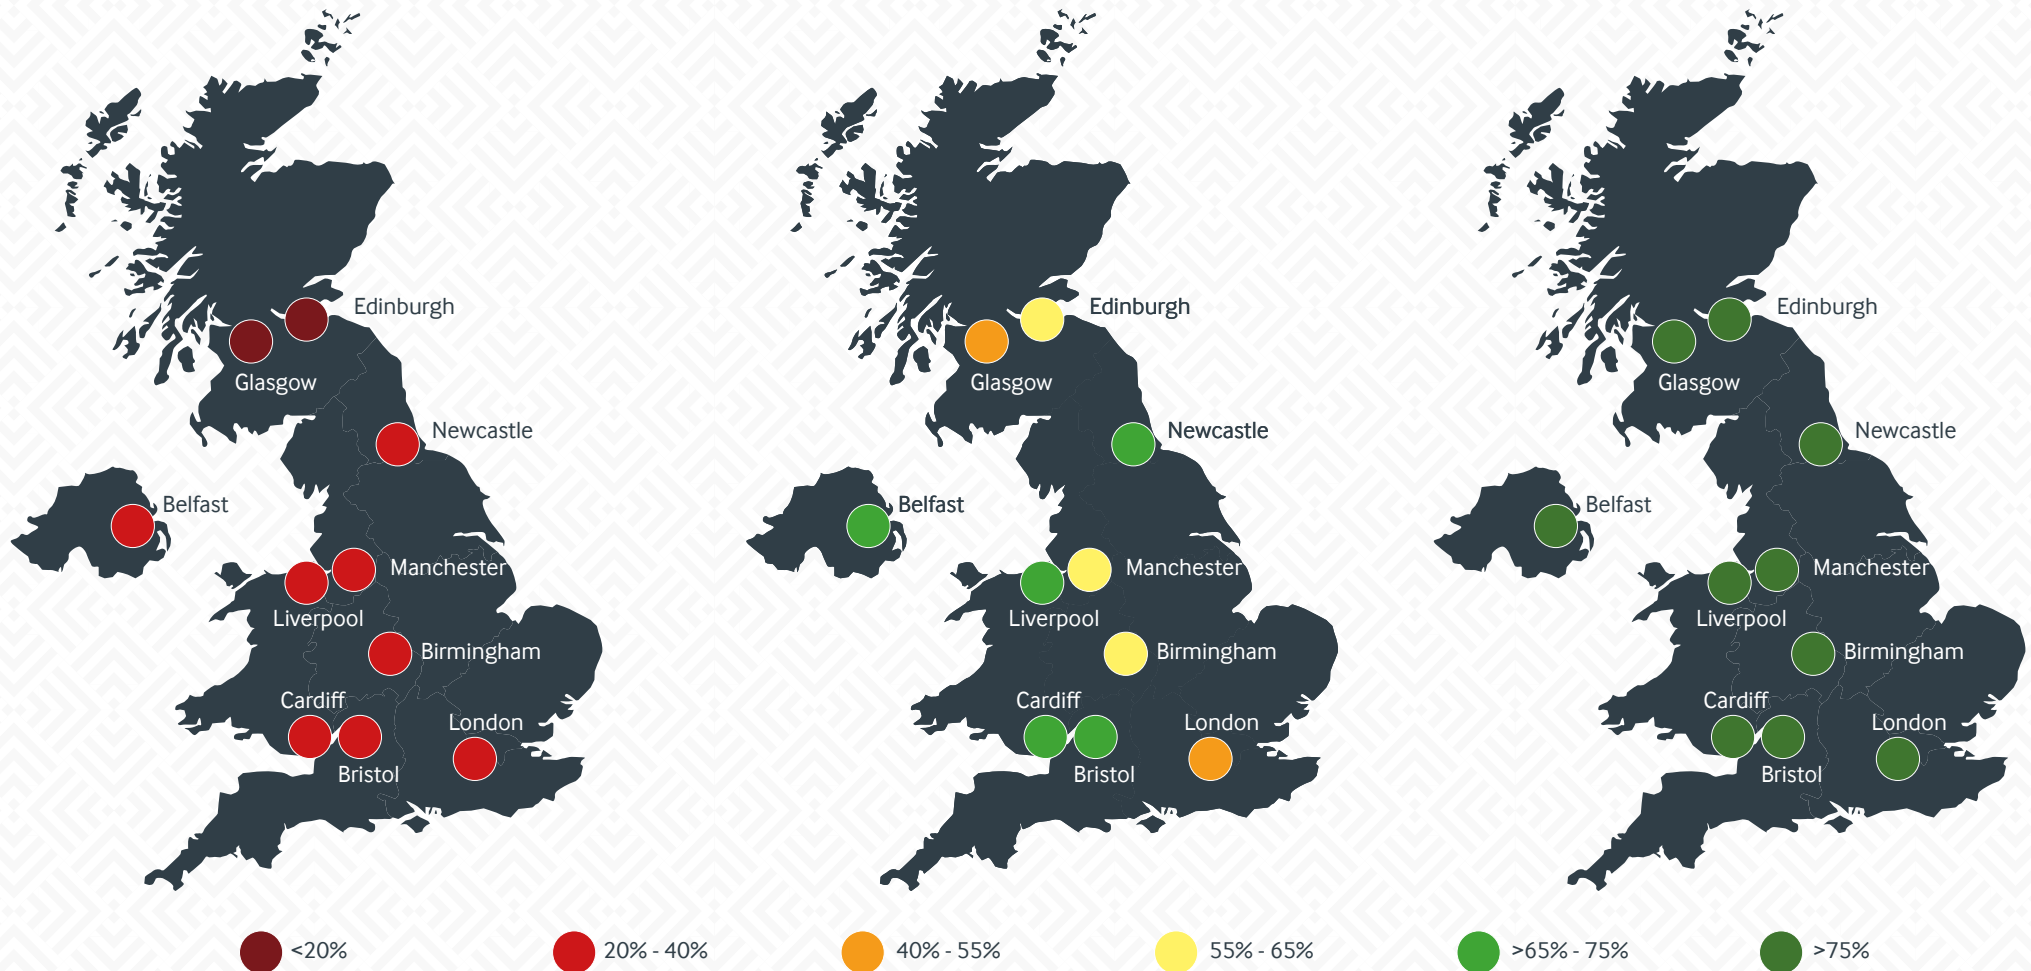 Edinburgh
Glasgow
Newcastle
Belfast
Manchester
Liverpool
Birmingham
Cardiff
London
Bristol
Edinburgh
Glasgow
Newcastle
Belfast
Manchester
Liverpool
Birmingham
Cardiff
London
Bristol
Edinburgh
Glasgow
Newcastle
Belfast
Manchester
Liverpool
Birmingham
Cardiff
London
Bristol
<20%
20% - 40%
40% - 55%
55% - 65%
>65% - 75%
>75%